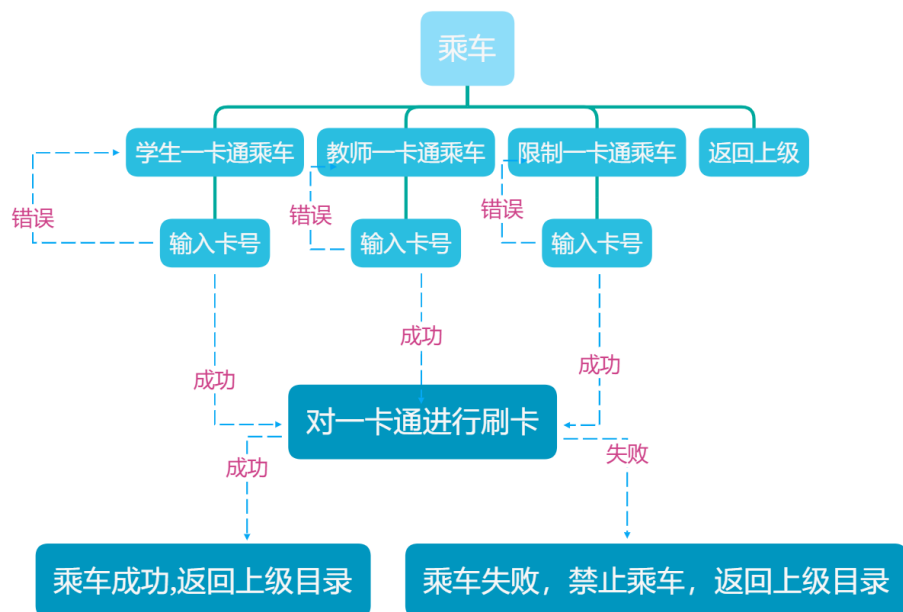 乘车
学生一卡通乘车
教师一卡通乘车
限制一卡通乘车
返回上级
错误
错误
错误
输入卡号
输入卡号
输入卡号
成功
成功
成功
对一卡通进行刷卡
成功
失败
乘车成功,返回上级目录
乘车失败，禁止乘车，返回上级目录